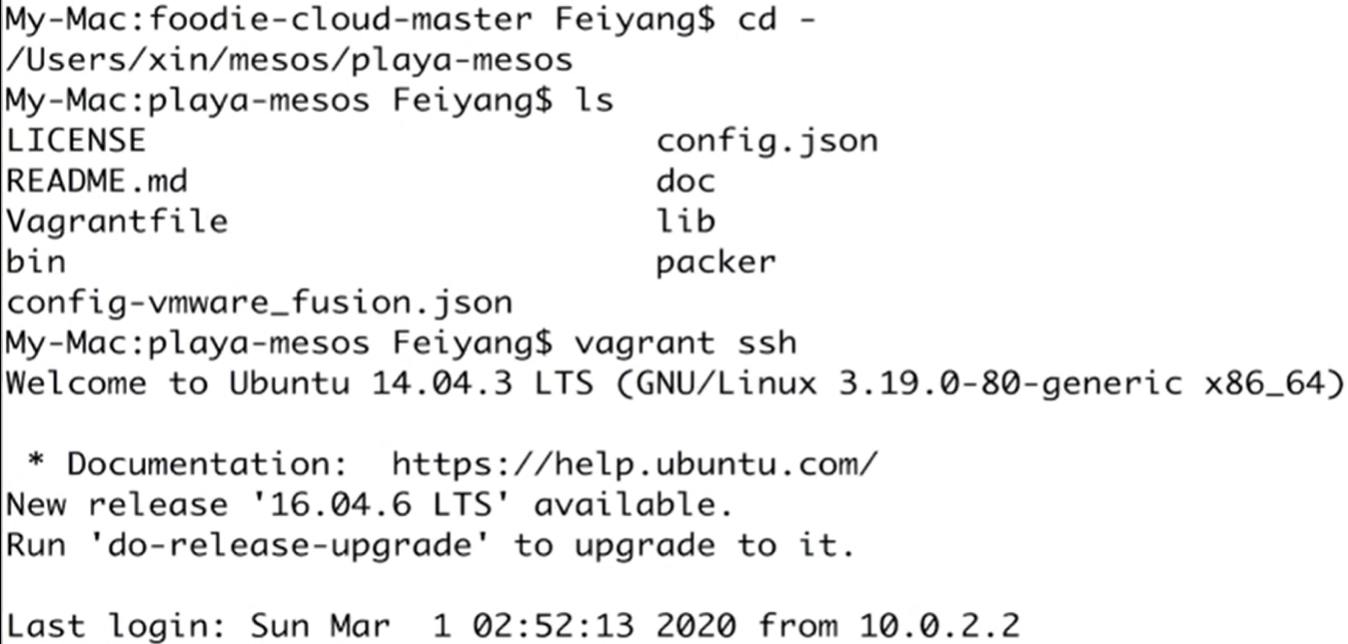 My-Mac:foodie-cloud-master Feiyang$ cd -
/Users/xin/mesos/playa-mesos
My-Mac:playa-mesos Feiyang$ ls
LICENSE config.json
README.md doc
Vagrantfile lib
bin packer
config-vmware_fusion.json
My-Mac:playa-mesos Feiyang$ vagrant ssh
Welcome to Ubuntu 14.04.3 LTS (GNU/Linux 3.19.0-80-generic x86_64)
* Documentation: https://help.ubuntu.com/
New release '16.04.6 LTS' available.
Run 'do-release-upgrade' to upgrade to it.
Last login: Sun Mar 1 02:52:13 2020 from 10.0.2.2